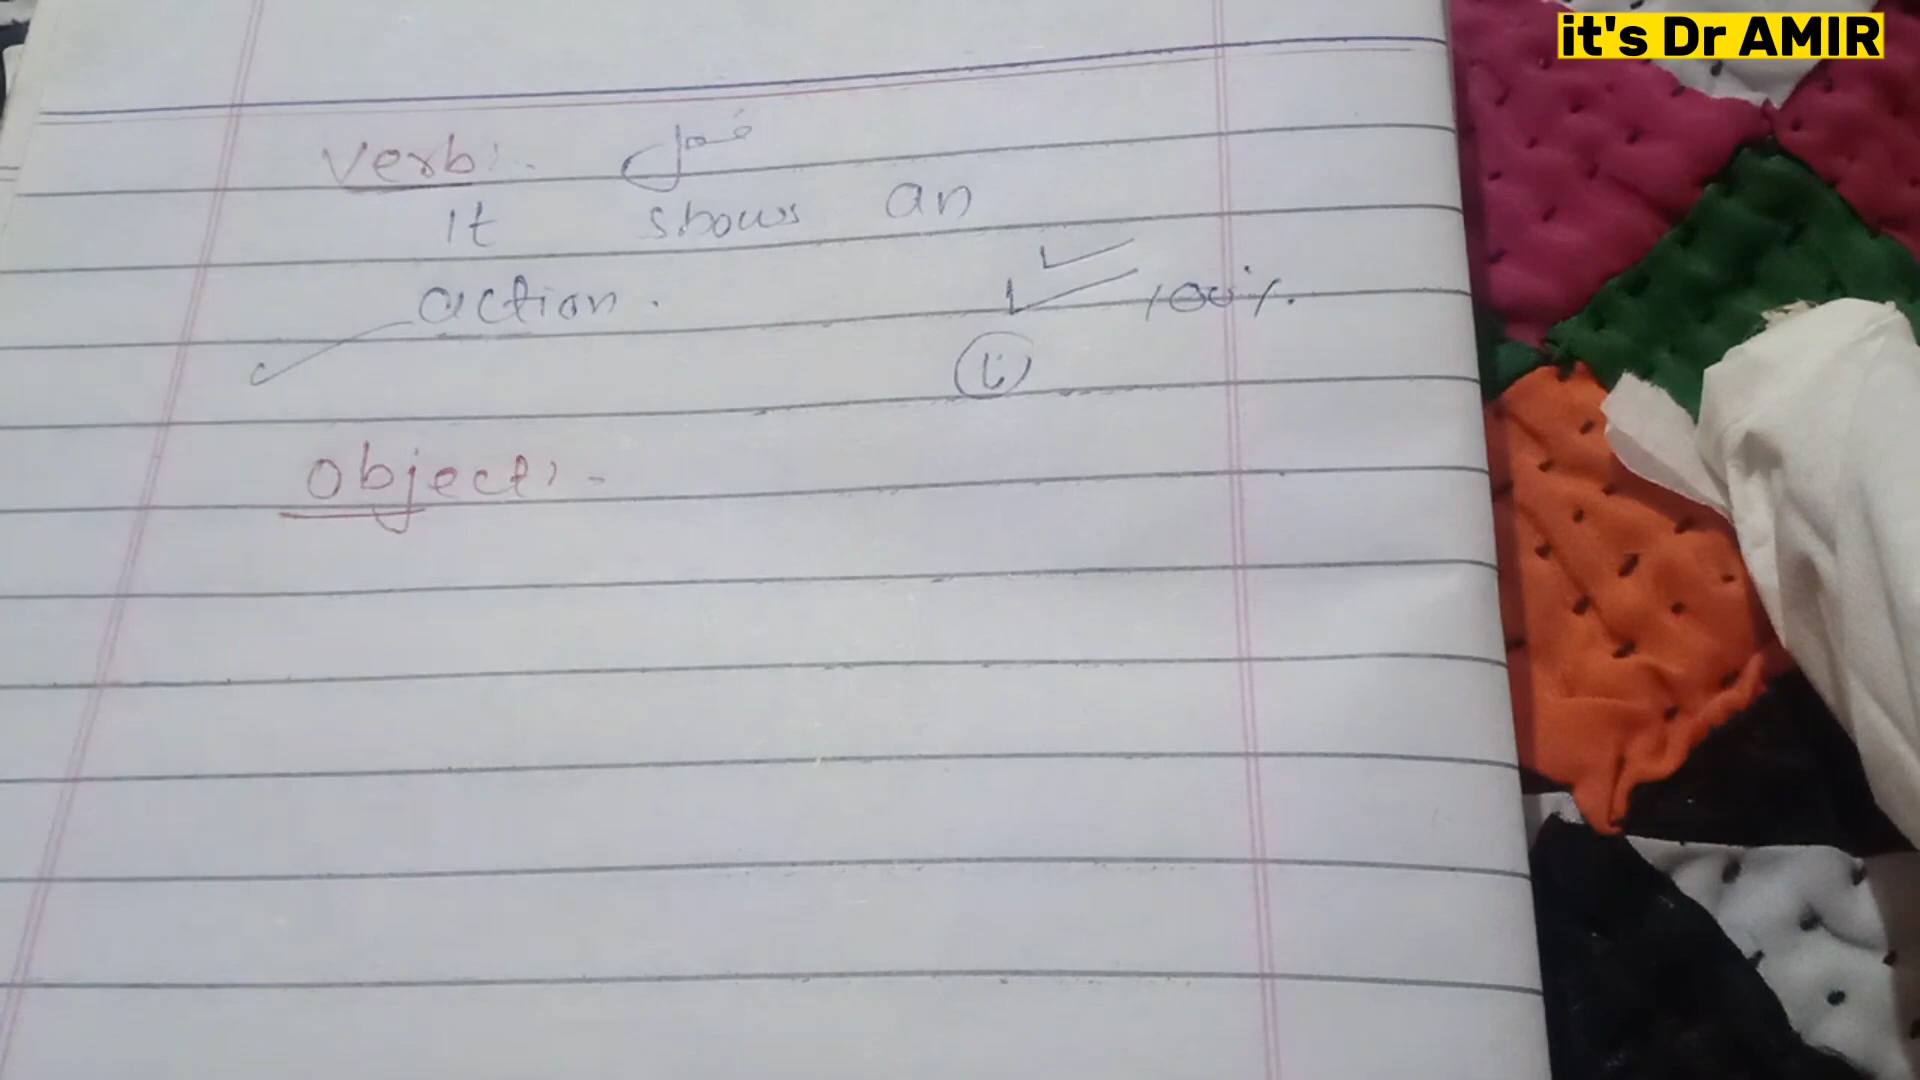 it's Dr AMIR
Verb:- فعل
It shows an
action.
100%
Object:-